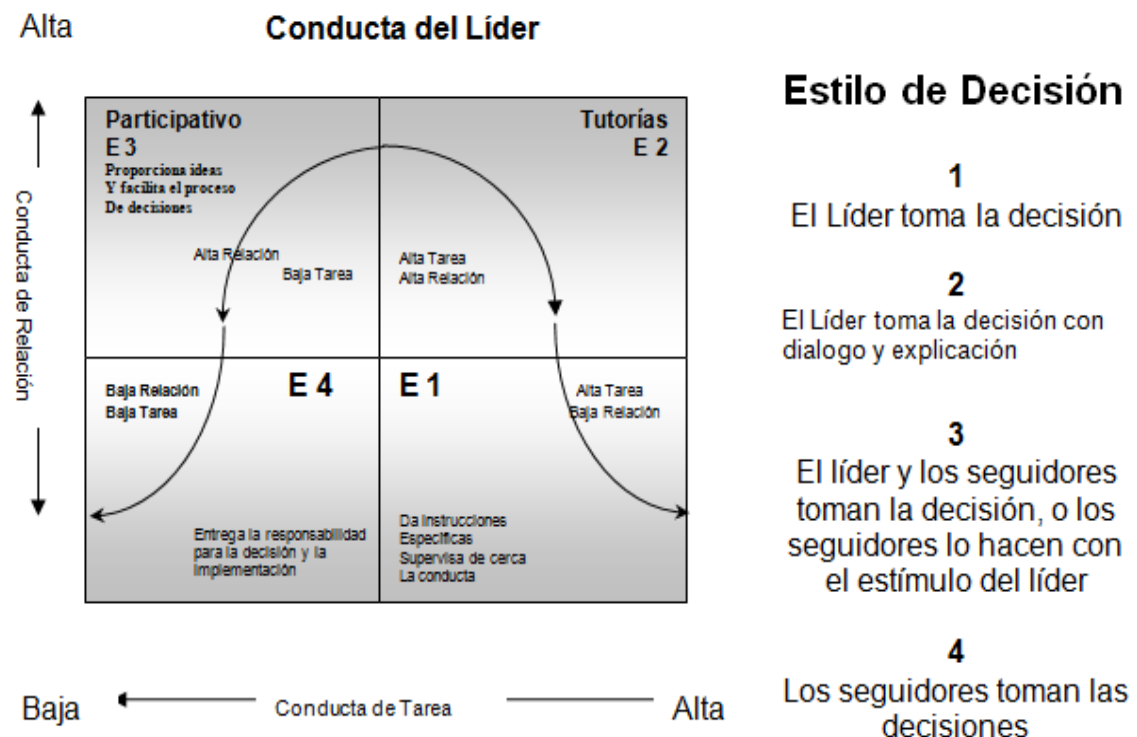 Alta
Conducta del Líder
Conducta de Relación
Participativo
E 3
Proporciona ideas
Y facilita el proceso
De decisiones
Alta Relación
Baja Tarea
Tutorías
E 2
Alta Tarea
Alta Relación
Baja Relación
Baja Tarea
E 4
Entrega la responsabilidad
para la decisión y la
Implementación
E 1
Alta Tarea
Baja Relación
Da Instrucciones
Específicas
Supervisa de cerca
La conducta
Baja
Conducta de Tarea
Alta
Estilo de Decisión
1
El Líder toma la decisión
2
El Líder toma la decisión con
dialogo y explicación
3
El líder y los seguidores
toman la decisión, o los
seguidores lo hacen con
el estímulo del líder
4
Los seguidores toman las
decisiones